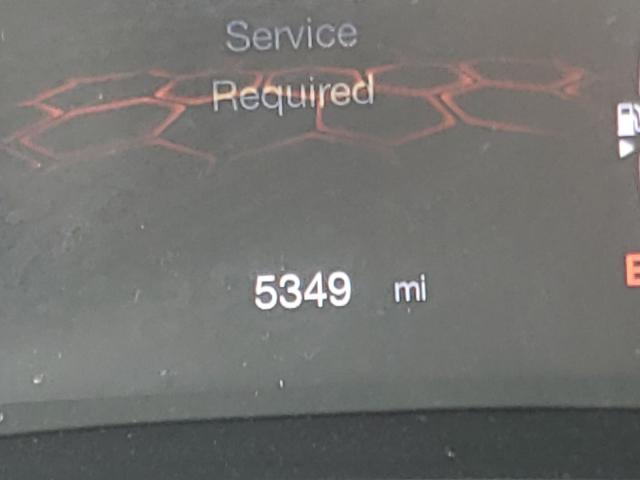 Service
Required
5349 mi
E